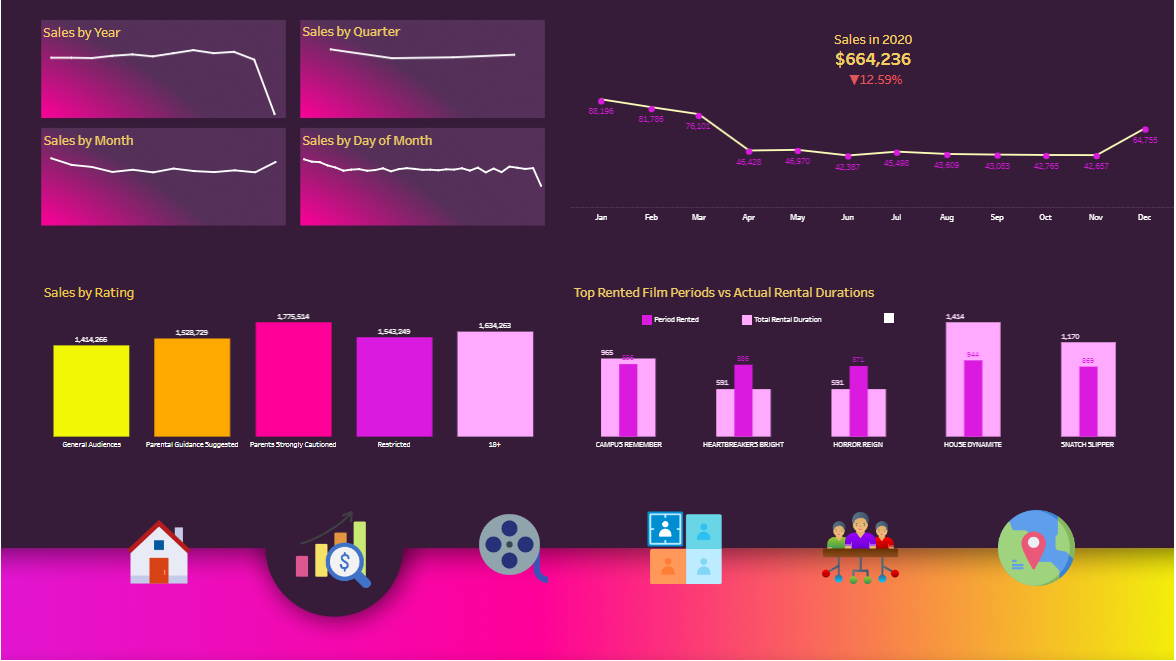 Sales by Year
Sales by Quarter
Sales by Month
Sales by Day of Month
Sales in 2020
$664,236
▼12.59%
88,196
81,786
76,101
46,428
46,970
42,387
45,498
43,609
43,083
42,765
42,657
64,755
Jan
Feb
Mar
Apr
May
Jun
Jul
Aug
Sep
Oct
Nov
Dec
Sales by Rating
1,414,266
1,528,729
1,775,514
1,543,249
1,634,263
General Audiences
Parental Guidance Suggested
Parents Strongly Cautioned
Restricted
18+
Top Rented Film Periods vs Actual Rental Durations
Period Rented
Total Rental Duration
965
591
591
871
1,414
944
1,170
869
CAMPUS REMEMBER
HEARTBREAKERS BRIGHT
HORROR REIGN
HOUSE DYNAMITE
SNATCH SLIPPER
$